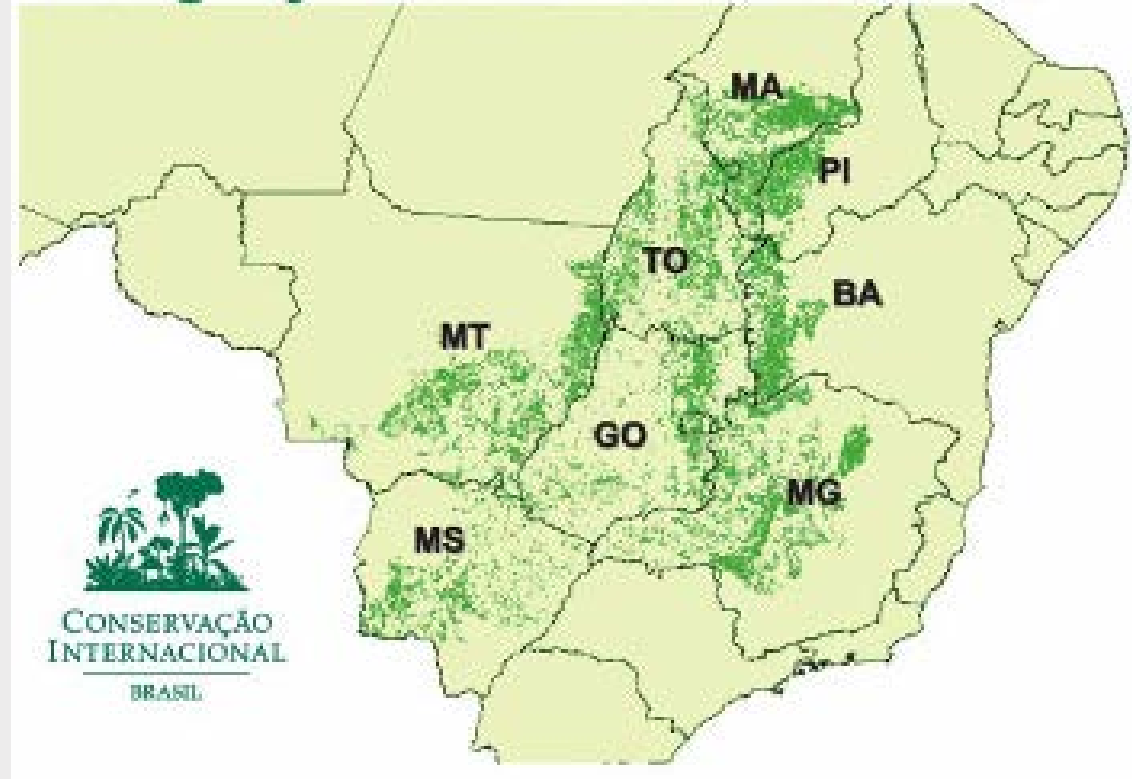 MA
PI
TO
BA
MT
GO
MG
MS
CONSERVAÇÃO
INTERNACIONAL
BRASIL